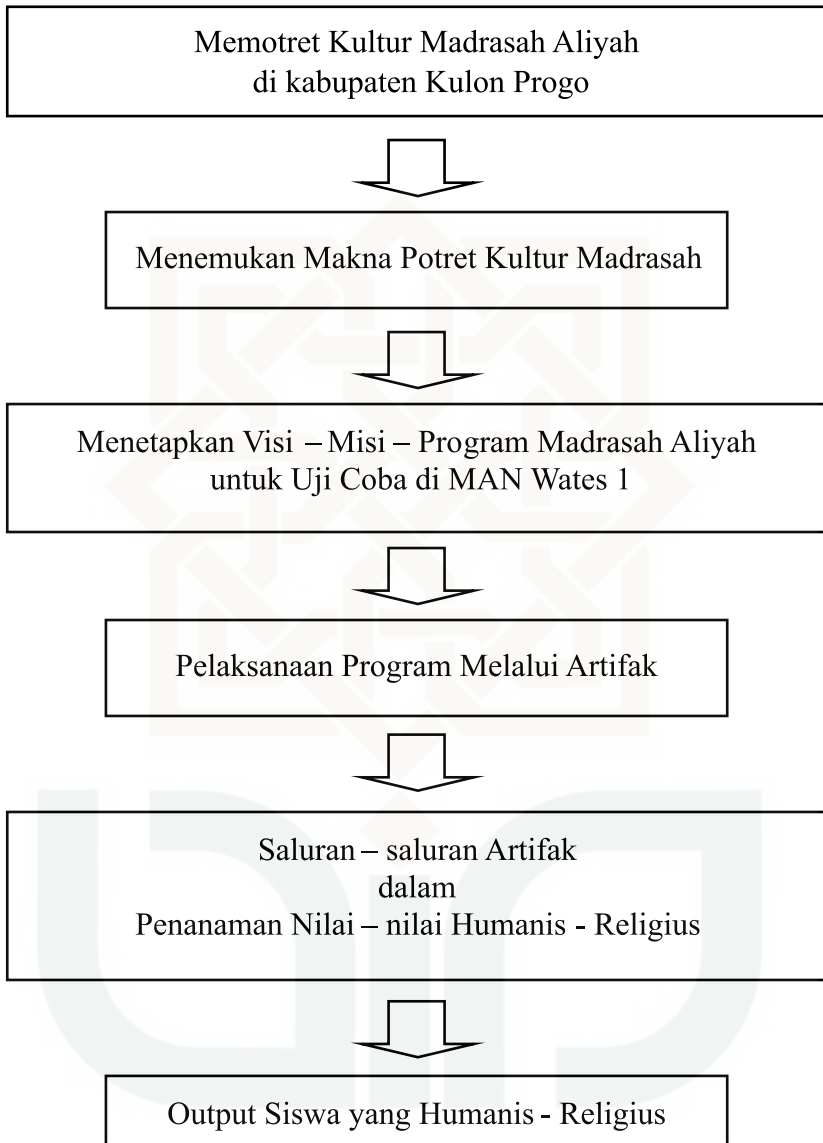 Memotret Kultur Madrasah Aliyah
di kabupaten Kulon Progo
Menemukan Makna Potret Kultur Madrasah
Menetapkan Visi – Misi – Program Madrasah Aliyah
untuk Uji Coba di MAN Wates 1
Pelaksanaan Program Melalui Artifak
Saluran – saluran Artifak
dalam
Penanaman Nilai – nilai Humanis - Religius
Output Siswa yang Humanis - Religius